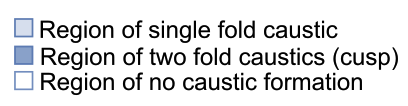 Region of single fold caustic
Region of two fold caustics (cusp)
Region of no caustic formation